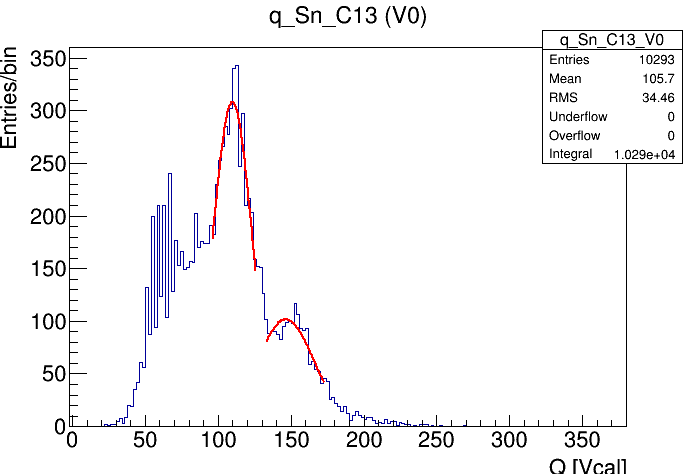 q_Sn_C13 (V0)
q_Sn_C13_V0
Entries 10293
Mean 105.7
RMS 34.46
Underflow 0
Overflow 0
Integral 1.029e+04
Entries/bin
350
300
250
200
150
100
50
0
0 50 100 150 200 250 300 350
Q [Vcal]